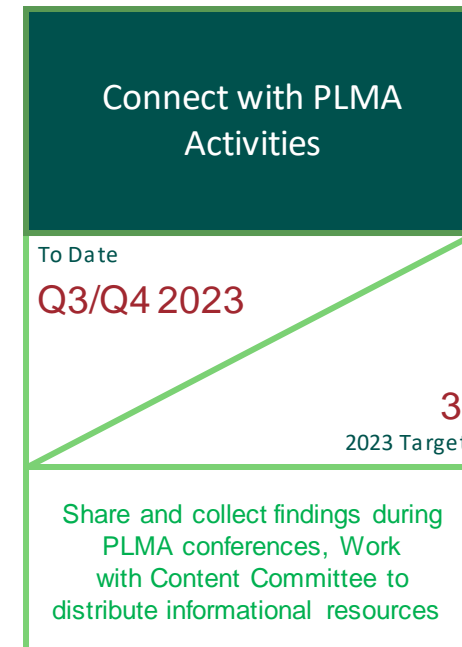 Connect with PLMA
Activities
To Date
Q3/Q4 2023
3
2023 Target
Share and collect findings during
PLMA conferences, Work
with Content Committee to
distribute informational resources